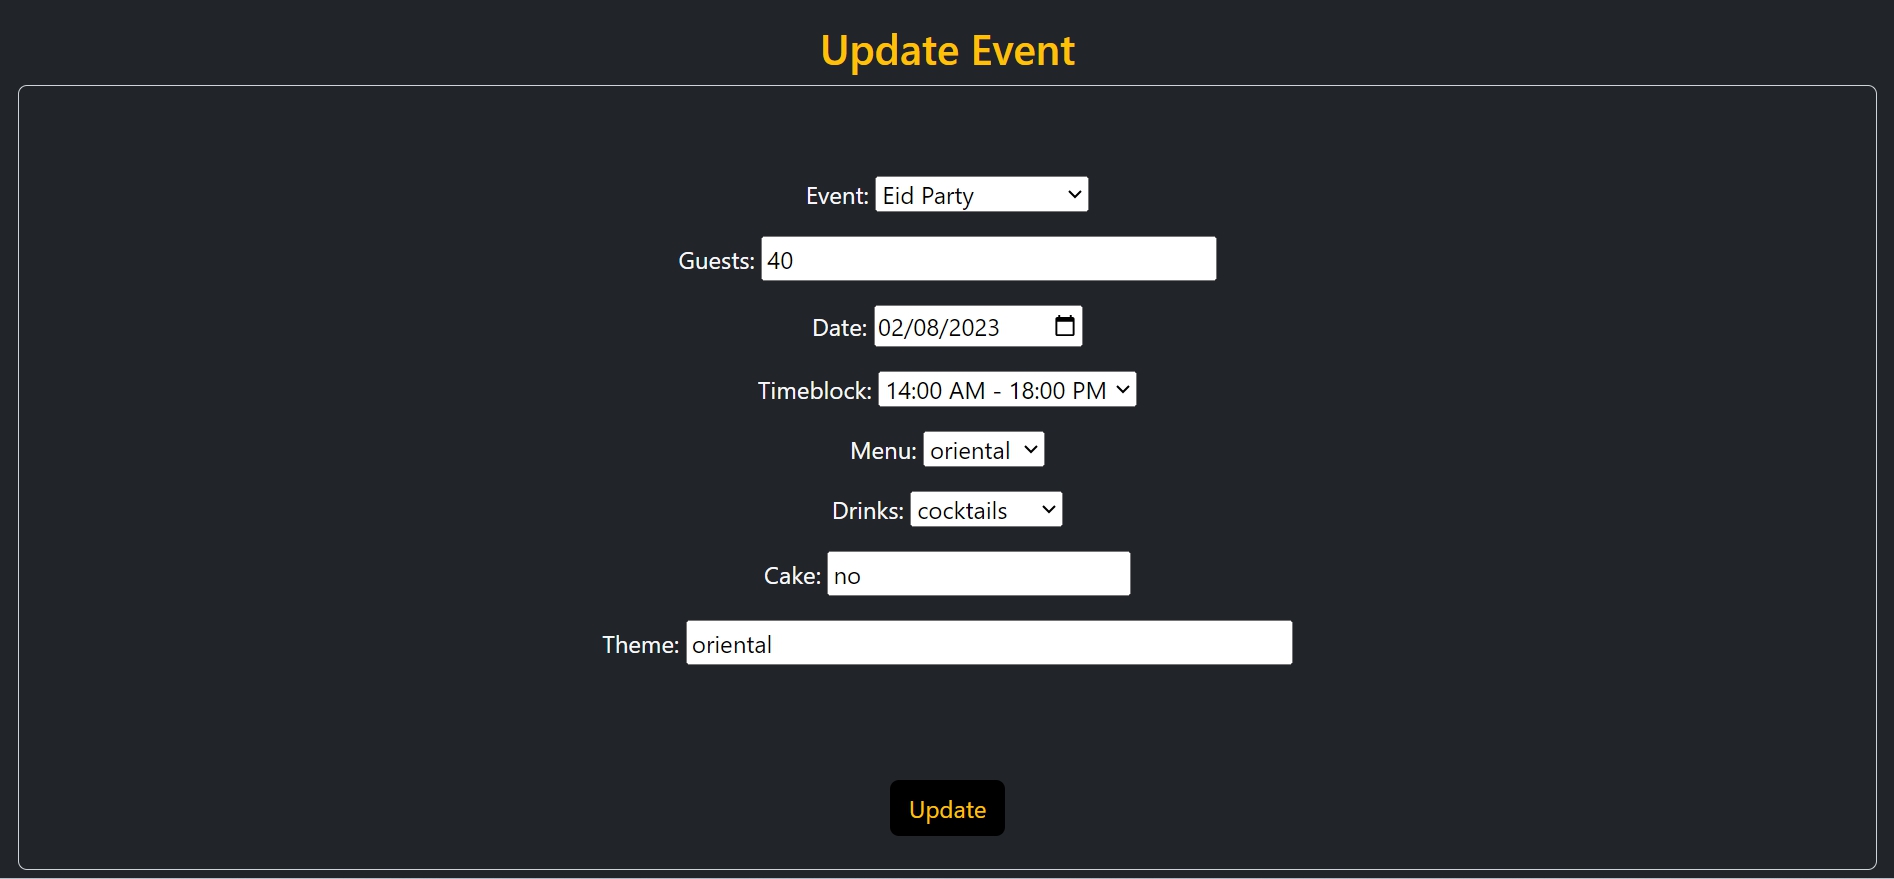 Update Event
Event: Eid Party
Guests: 40
Date: 02/08/2023
Timeblock: 14:00 AM - 18:00 PM
Menu: oriental
Drinks: cocktails
Cake: no
Theme: oriental
Update